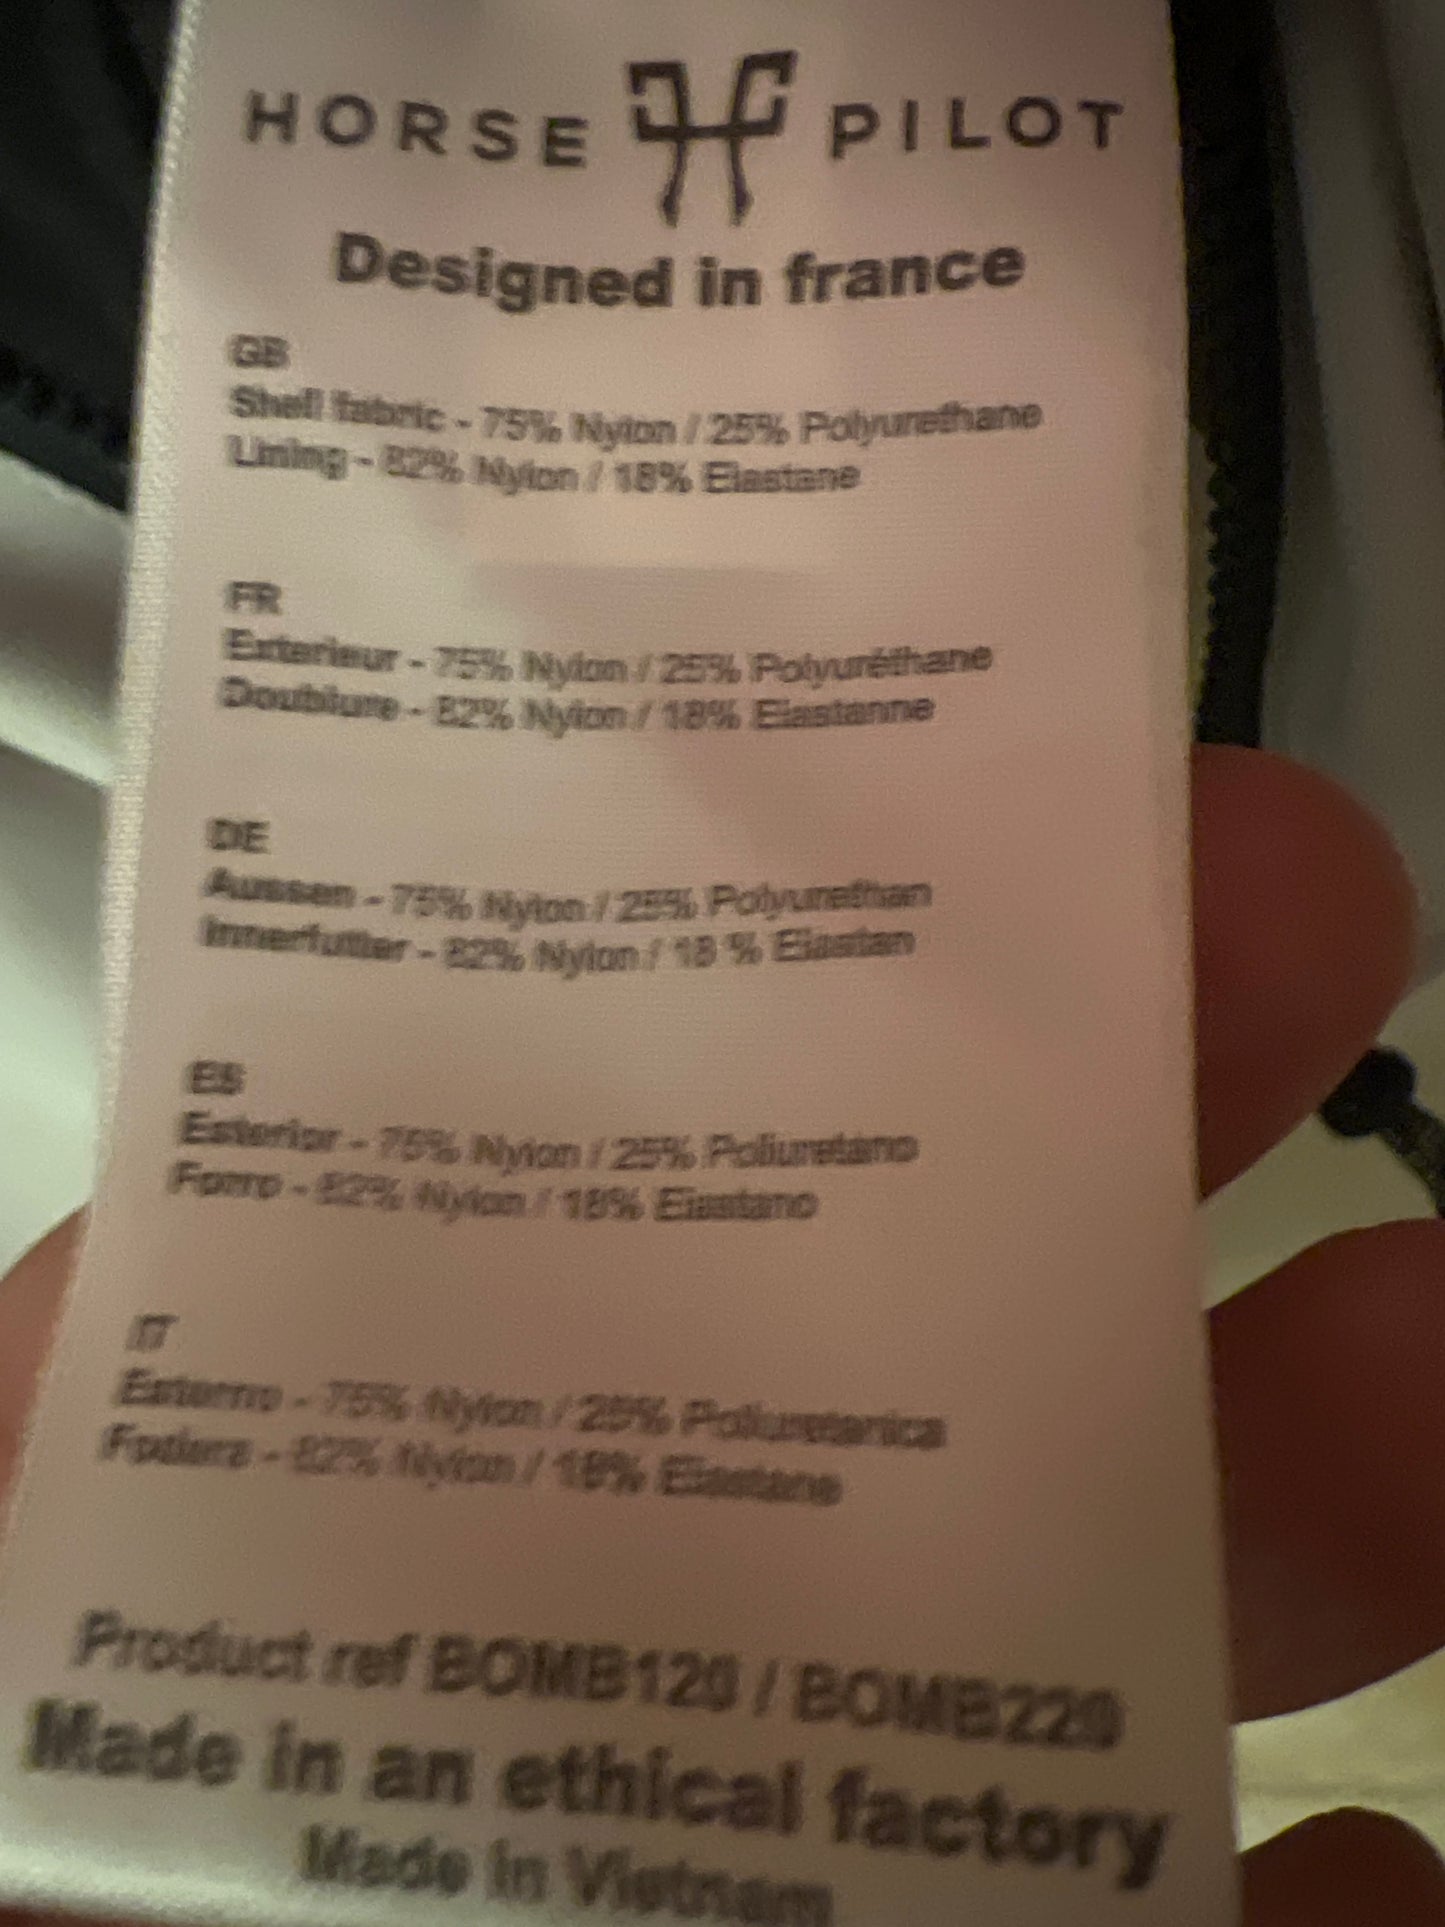 HORSE PILOT
Designed in france
GB
Shell fabric - 75% Nylon / 25% Polyurethane
Lining - 82% Nylon / 18% Elastane
FR
Exterieur - 75% Nylon / 25% Polyuréthane
Doublure - 82% Nylon / 18% Elastanne
DE
Aussen - 75% Nylon / 25% Polyurethan
Innerfutter - 82% Nylon / 18 % Elastan
ES
Esterior - 75% Nylon / 25% Poliuretano
Forro - 82% Nylon / 18% Elastano
IT
Esterno - 75% Nylon / 25% Poliuretanica
Fodera - 82% Nylon / 18% Elastane
Product ref BOMB120 / BOMB220
Made in an ethical factory
Made in Vietnam